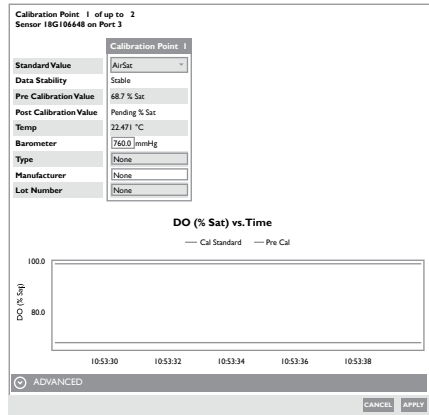 Calibration Point 1 of up to 2
Sensor 18G106648 on Port 3
Calibration Point 1
Standard Value AirSat
Data Stability Stable
Pre Calibration Value 68.7 % Sat
Post Calibration Value Pending % Sat
Temp 22.471 °C
Barometer 760.0 mmHg
Type None
Manufacturer None
Lot Number None
DO (% Sat) vs. Time
Cal Standard Pre Cal
100.0
DO (% Sat)
80.0
10:53:30 10:53:32 10:53:34 10:53:36 10:53:38
ADVANCED
CANCEL APPLY